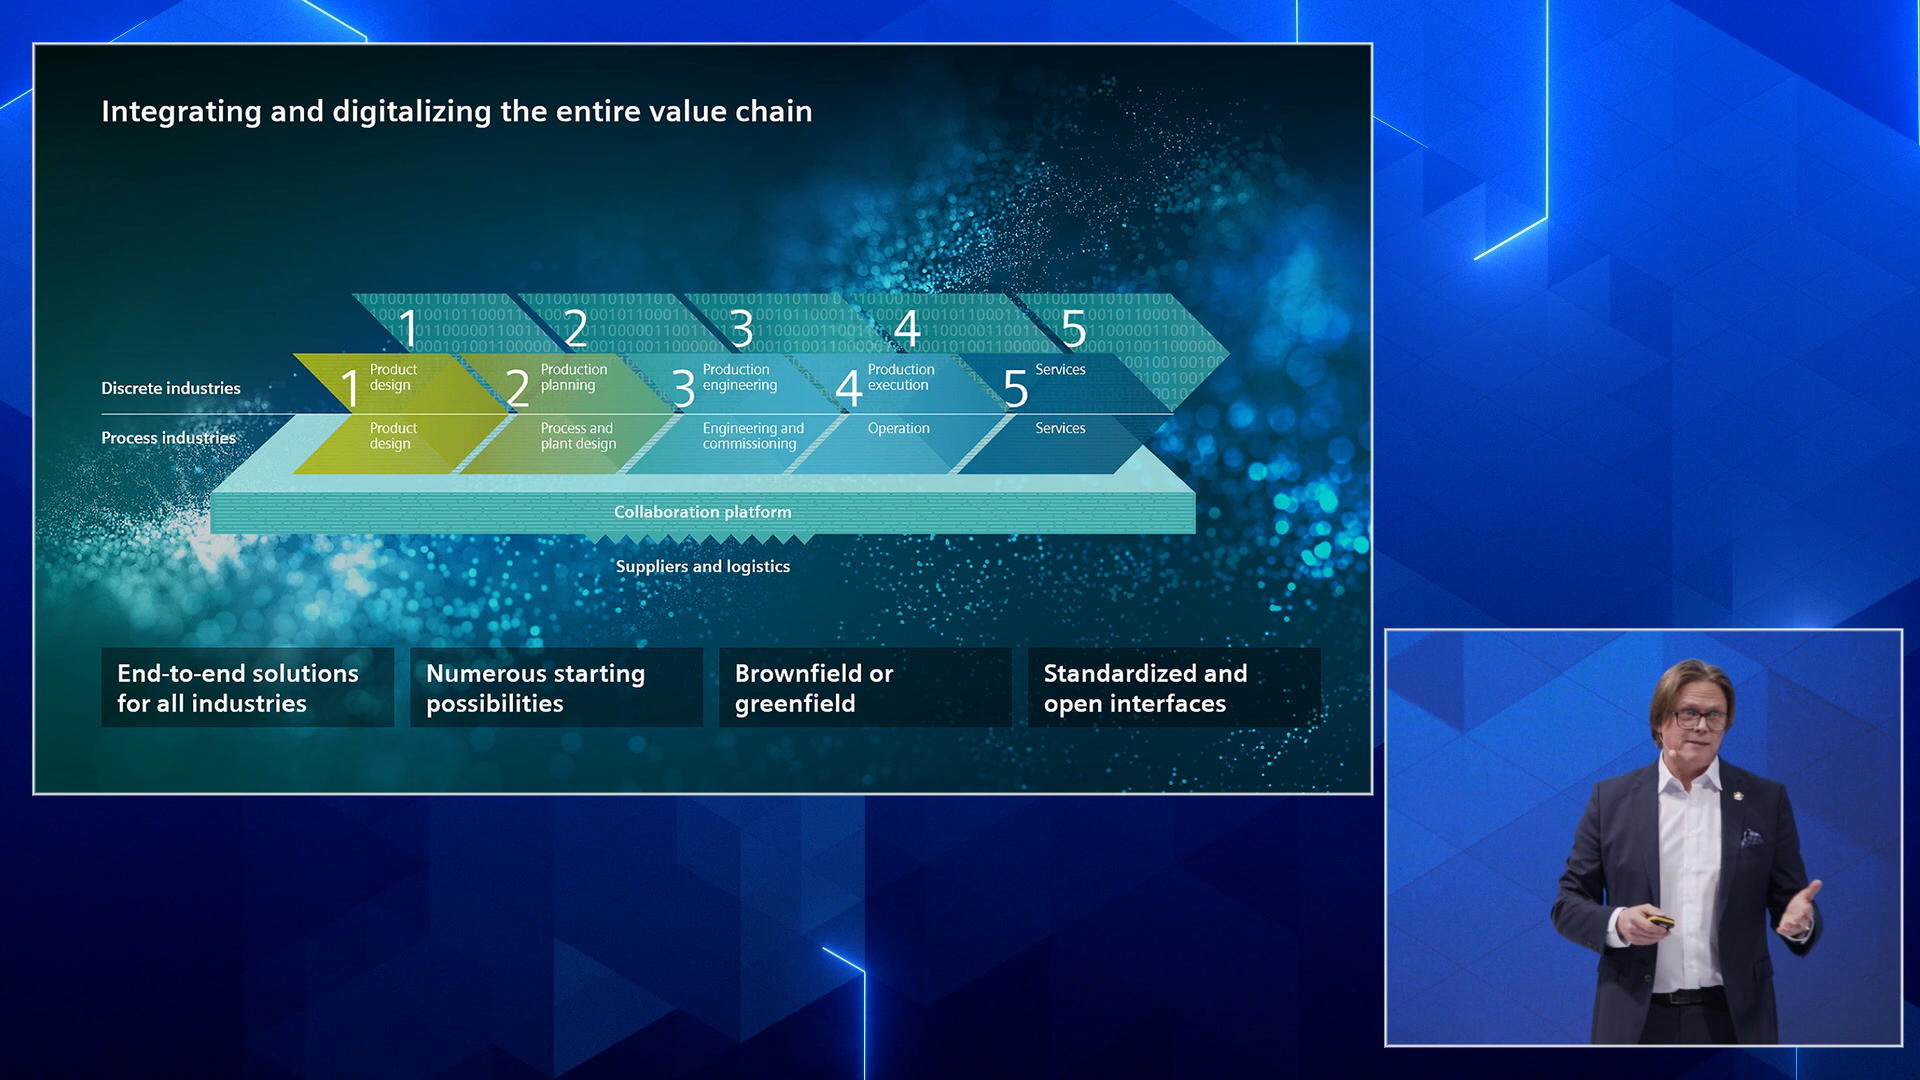 Integrating and digitalizing the entire value chain
1 2 3 4 5
Discrete industries
1 Product
design
2 Production
planning
3 Production
engineering
4 Production
execution
5 Services
Process industries
Product
design
Process and
plant design
Engineering and
commissioning
Operation
Services
Collaboration platform
Suppliers and logistics
End-to-end solutions
for all industries
Numerous starting
possibilities
Brownfield or
greenfield
Standardized and
open interfaces